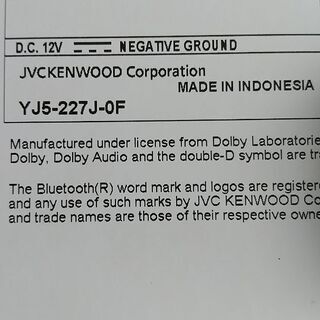 D.C. 12V NEGATIVE GROUND
JVCKENWOOD Corporation
MADE IN INDONESIA
YJ5-227J-0F
Manufactured under license from Dolby Laboratorie
Dolby, Dolby Audio and the double-D symbol are tra
The Bluetooth(R) word mark and logos are registere
and any use of such marks by JVC KENWOOD Co
and trade names are those of their respective owne